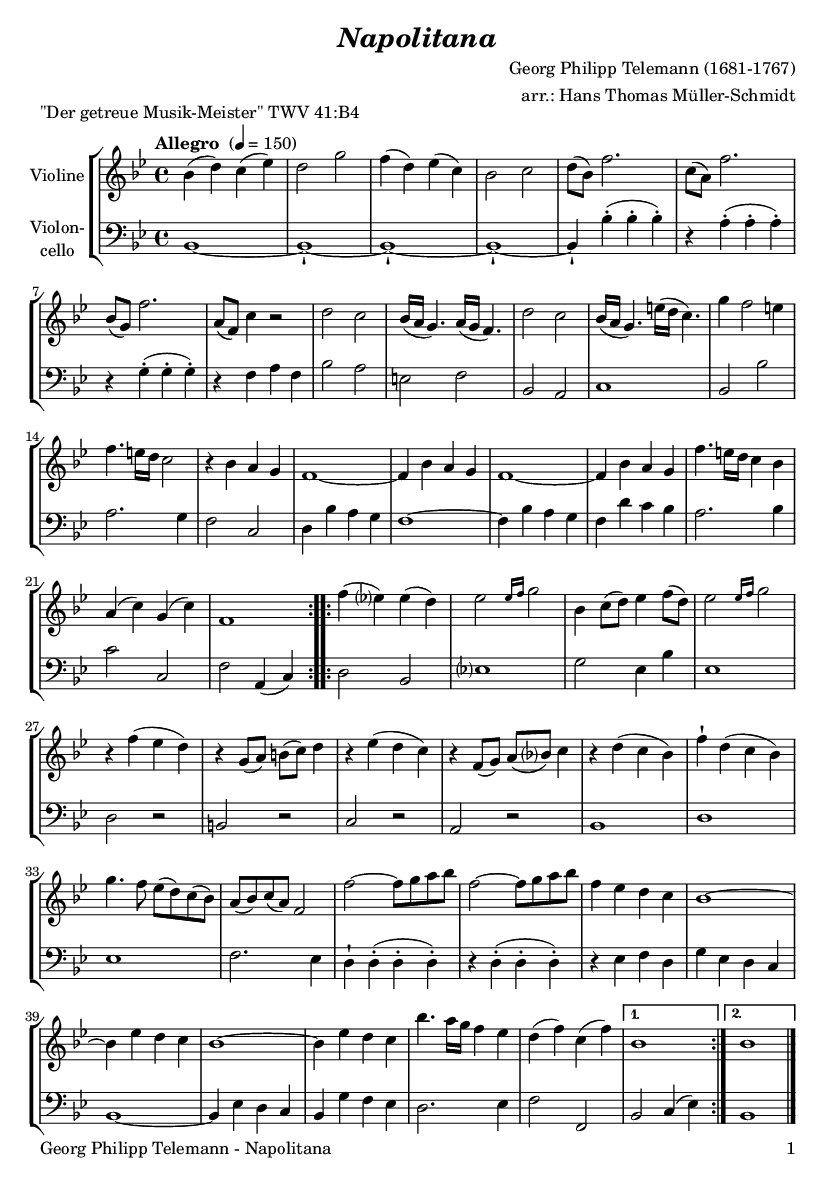 Napolitana
Georg Philipp Telemann (1681-1767)
arr.: Hans Thomas Müller-Schmidt
"Der getreue Musik-Meister" TWV 41:B4
Allegro (♩ = 150)
Violine
Violon-
cello
7
14
21
27
33
39
1.
2.
Georg Philipp Telemann - Napolitana
1